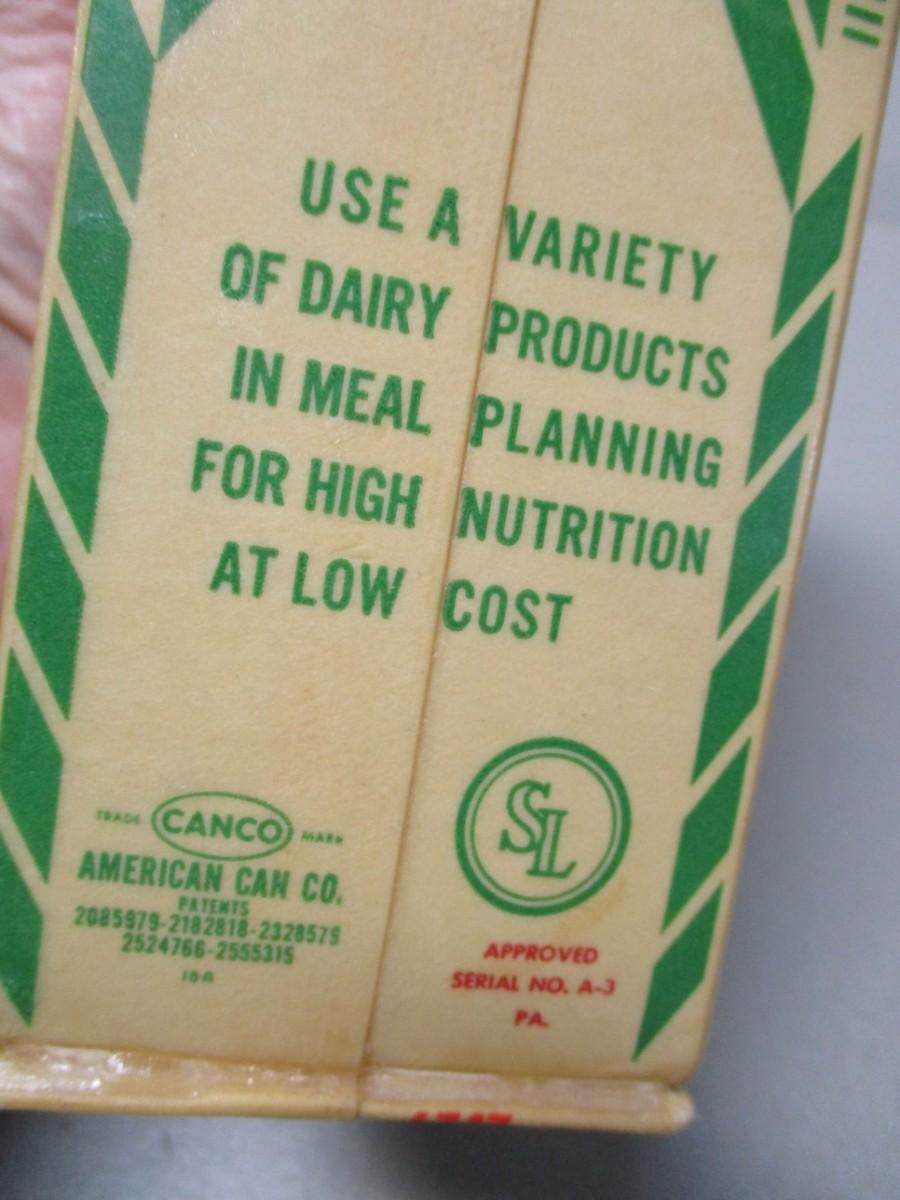 USE A VARIETY
OF DAIRY PRODUCTS
IN MEAL PLANNING
FOR HIGH NUTRITION
AT LOW COST
TRADE CANCO MARK
AMERICAN CAN CO.
PATENTS
2085979-2182818-2328579
2524766-2555315
18A
SL
APPROVED
SERIAL NO. A-3
PA.